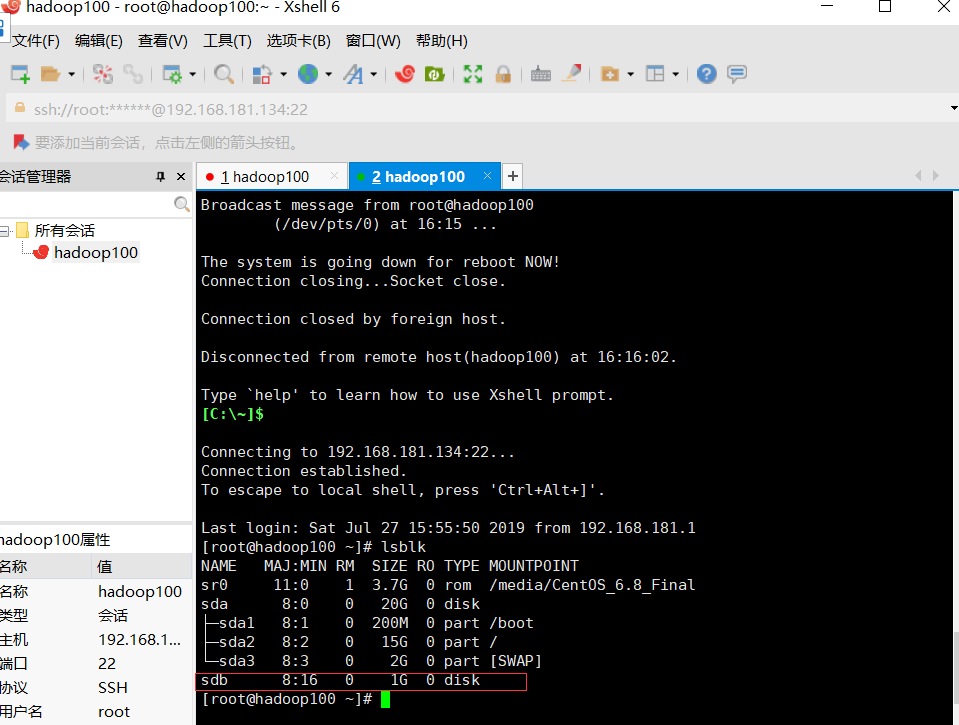 hadoop100 - root@hadoop100:~ - Xshell 6
文件(F) 编辑(E) 查看(V) 工具(T) 选项卡(B) 窗口(W) 帮助(H)
ssh://root:******@192.168.181.134:22
要添加当前会话，点击左侧的箭头按钮。
会话管理器
所有会话
hadoop100
hadoop100属性
名称 值
名称 hadoop100
类型 会话
主机 192.168.1...
端口 22
协议 SSH
用户名 root
1 hadoop100 2 hadoop100
Broadcast message from root@hadoop100
(/dev/pts/0) at 16:15 ...
The system is going down for reboot NOW!
Connection closing...Socket close.
Connection closed by foreign host.
Disconnected from remote host(hadoop100) at 16:16:02.
Type `help' to learn how to use Xshell prompt.
[C:\~]$
Connecting to 192.168.181.134:22...
Connection established.
To escape to local shell, press 'Ctrl+Alt+]'.
Last login: Sat Jul 27 15:55:50 2019 from 192.168.181.1
[root@hadoop100 ~]# lsblk
NAME   MAJ:MIN RM  SIZE RO TYPE MOUNTPOINT
sr0     11:0    1  3.7G  0 rom  /media/CentOS_6.8_Final
sda      8:0    0   20G  0 disk
├─sda1   8:1    0  200M  0 part /boot
├─sda2   8:2    0   15G  0 part /
└─sda3   8:3    0    2G  0 part [SWAP]
sdb      8:16   0    1G  0 disk
[root@hadoop100 ~]#